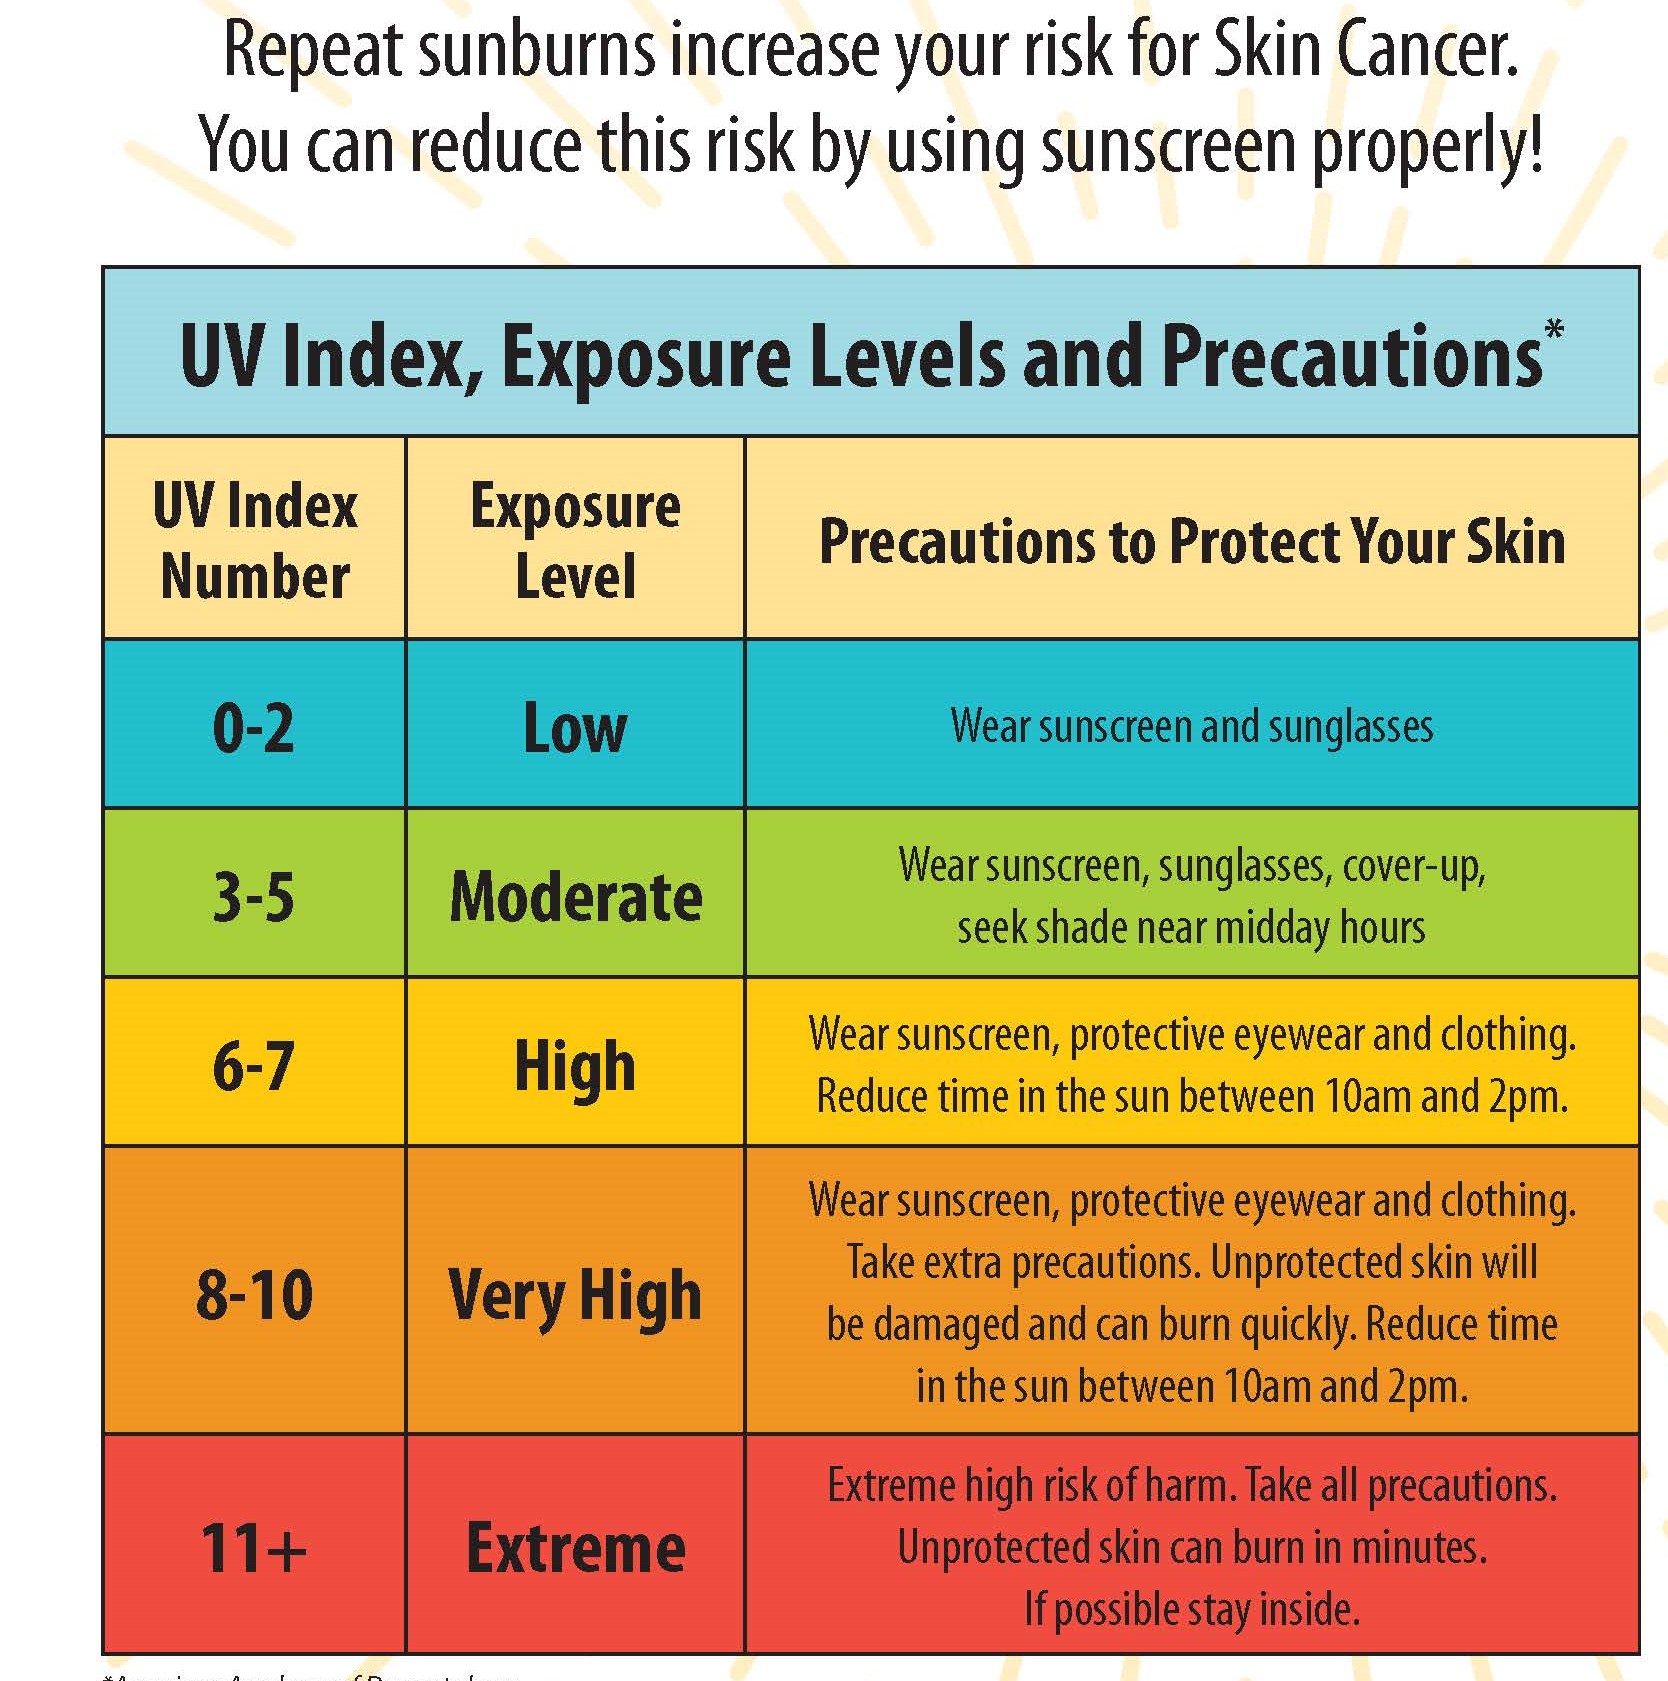 Repeat sunburns increase your risk for Skin Cancer.
You can reduce this risk by using sunscreen properly!
UV Index, Exposure Levels and Precautions*
UV Index
Number
Exposure
Level
Precautions to Protect Your Skin
0-2
Low
Wear sunscreen and sunglasses
3-5
Moderate
Wear sunscreen, sunglasses, cover-up,
seek shade near midday hours
6-7
High
Wear sunscreen, protective eyewear and clothing.
Reduce time in the sun between 10am and 2pm.
8-10
Very High
Wear sunscreen, protective eyewear and clothing.
Take extra precautions. Unprotected skin will
be damaged and can burn quickly. Reduce time
in the sun between 10am and 2pm.
11+
Extreme
Extreme high risk of harm. Take all precautions.
Unprotected skin can burn in minutes.
If possible stay inside.
*American Academy of Dermatology